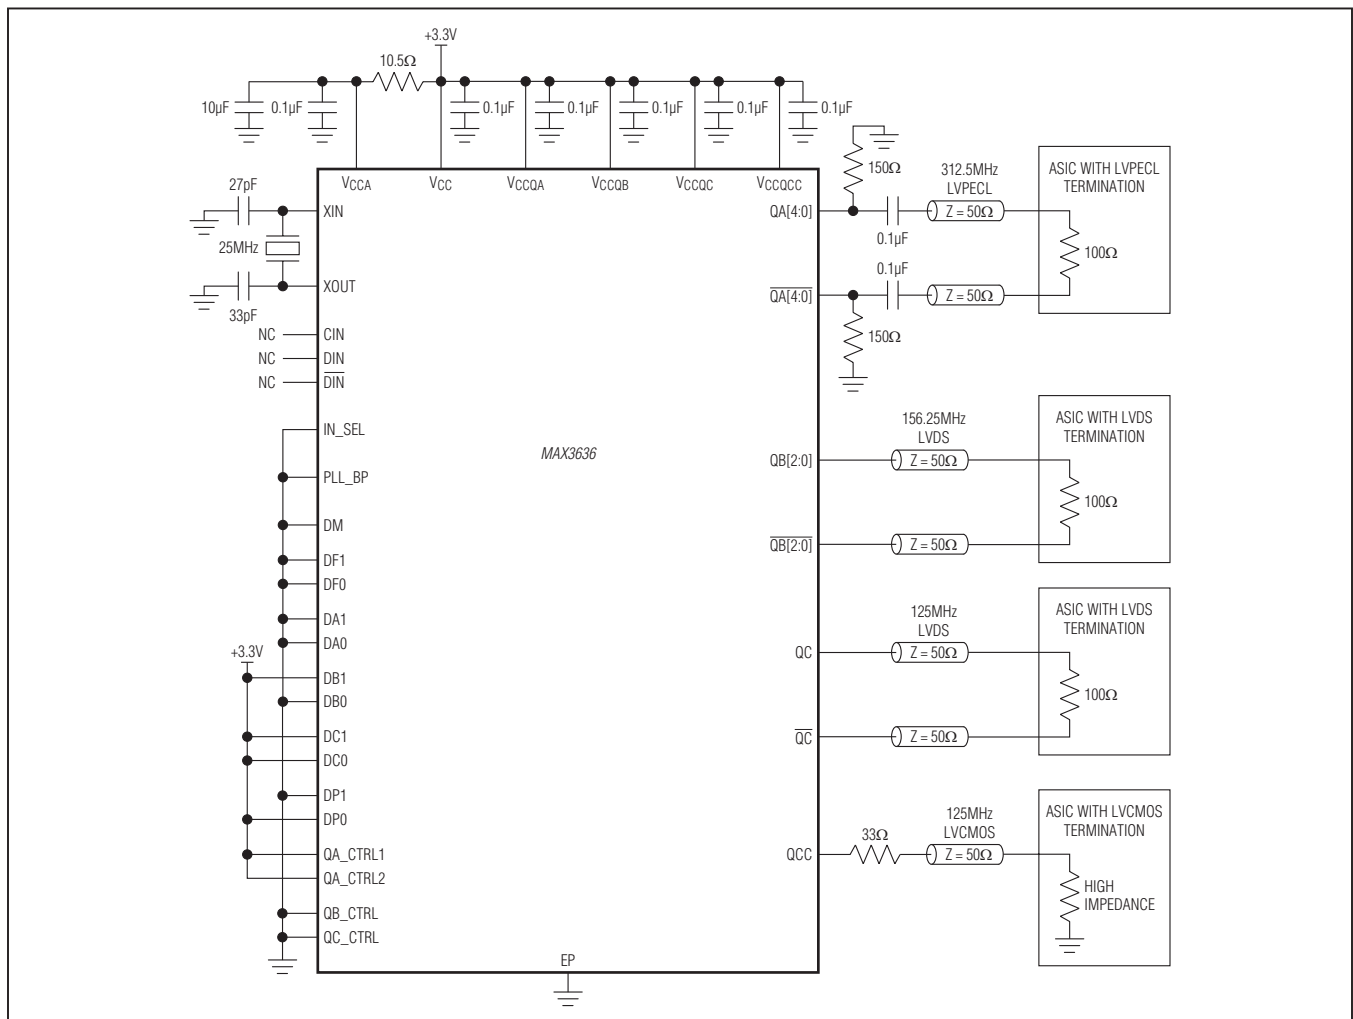 +3.3V
10.5Ω
10µF
0.1µF
0.1µF
0.1µF
0.1µF
0.1µF
0.1µF
VCCA
VCC
VCCQA
VCCQB
VCCQC
VCCQCC
27pF
XIN
25MHz
XOUT
33pF
NC
CIN
NC
DIN
NC
DIN
IN_SEL
PLL_BP
DM
DF1
DF0
DA1
DA0
+3.3V
DB1
DB0
DC1
DC0
DP1
DP0
QA_CTRL1
QA_CTRL2
QB_CTRL
QC_CTRL
MAX3636
EP
150Ω
312.5MHz
LVPECL
QA[4:0]
Z = 50Ω
0.1µF
0.1µF
QA[4:0]
Z = 50Ω
150Ω
ASIC WITH LVPECL
TERMINATION
100Ω
156.25MHz
LVDS
QB[2:0]
Z = 50Ω
QB[2:0]
Z = 50Ω
ASIC WITH LVDS
TERMINATION
100Ω
125MHz
LVDS
QC
Z = 50Ω
QC
Z = 50Ω
ASIC WITH LVDS
TERMINATION
100Ω
125MHz
LVCMOS
QCC
33Ω
Z = 50Ω
ASIC WITH LVCMOS
TERMINATION
HIGH
IMPEDANCE